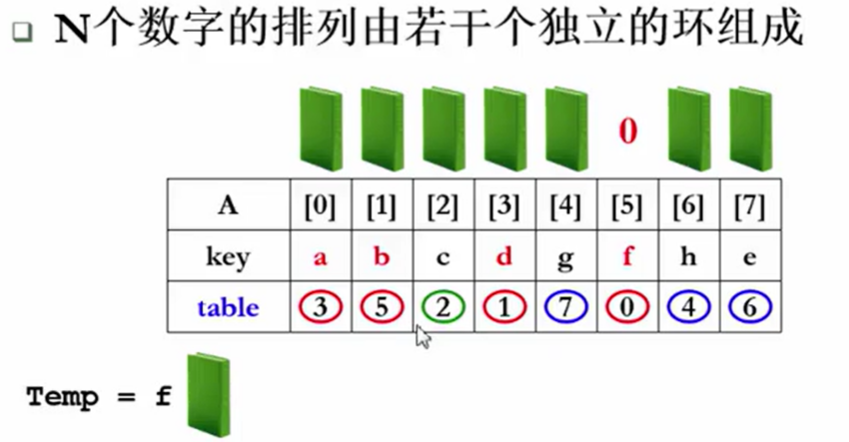 N个数字的排列由若干个独立的环组成
0
A [0] [1] [2] [3] [4] [5] [6] [7]
key a b c d g f h e
table 3 5 2 1 7 0 4 6
Temp = f